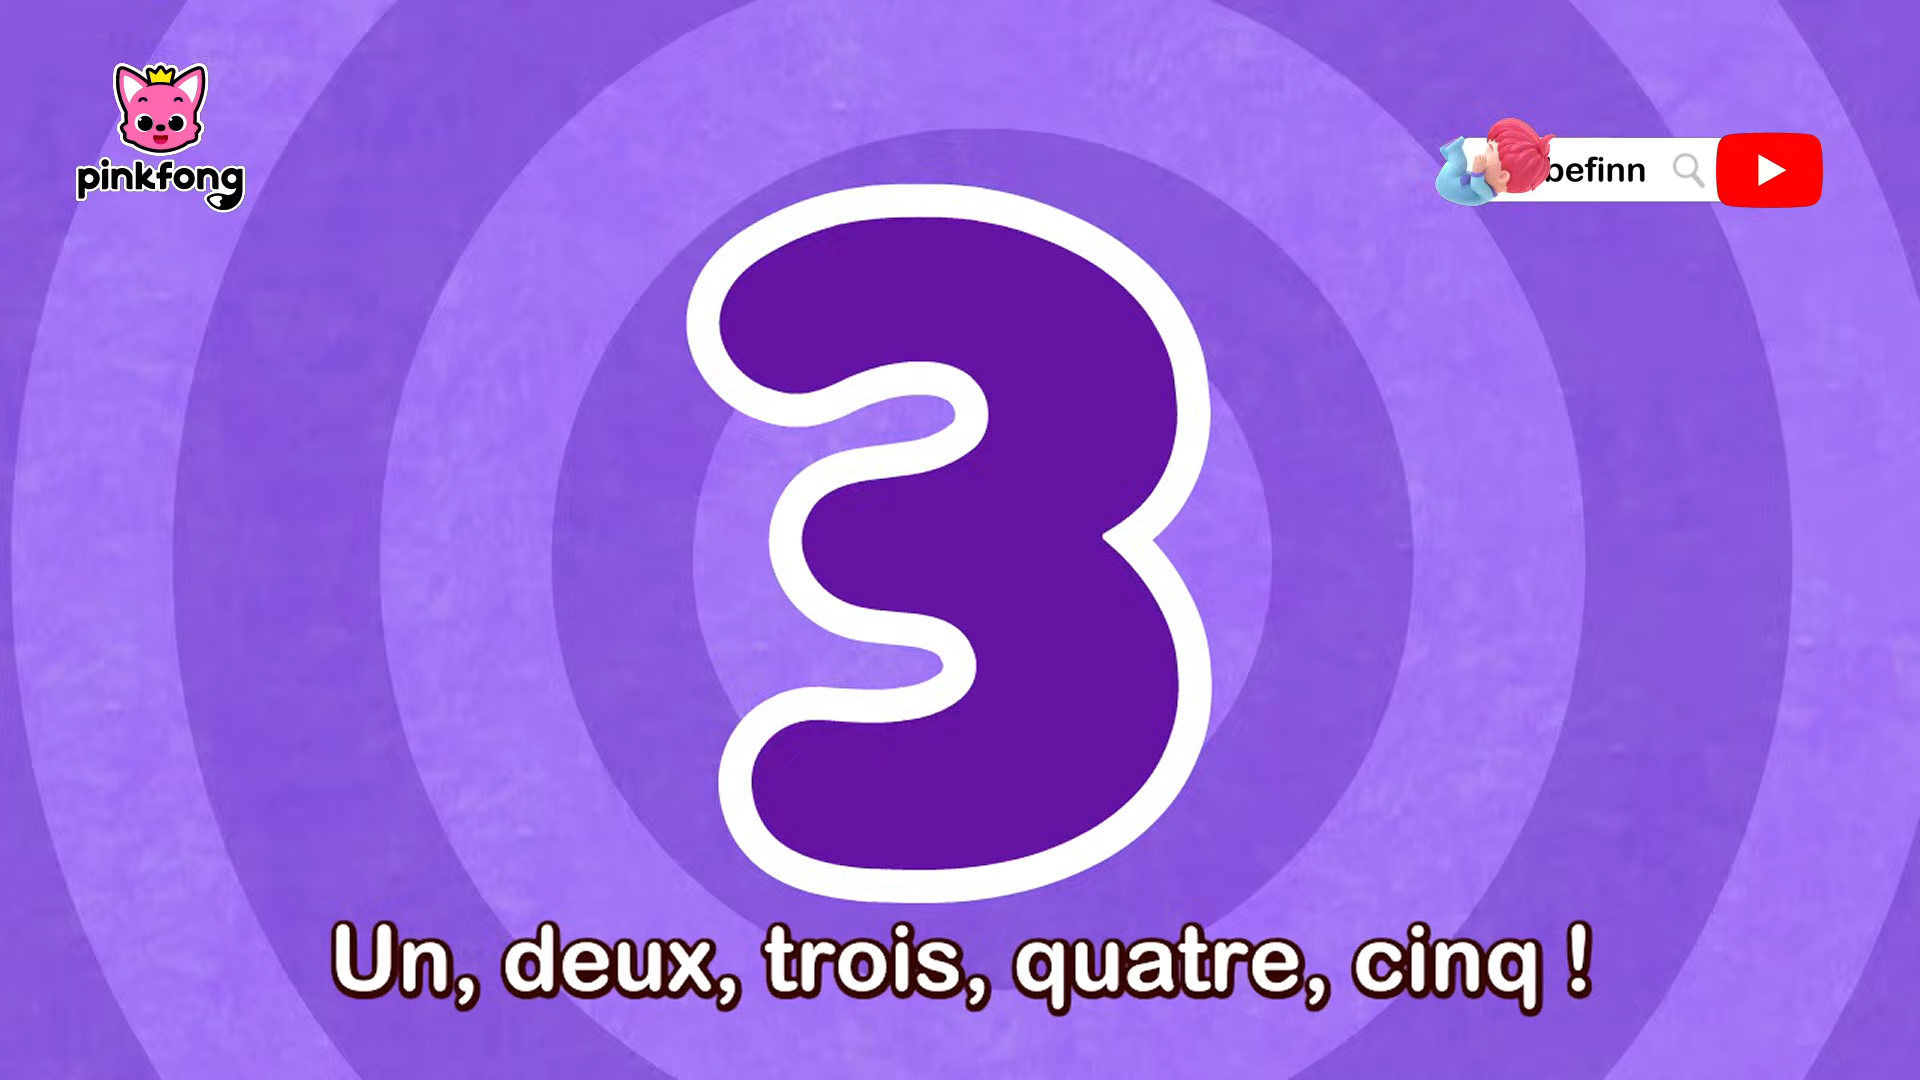 pinkfong
befinn
3
Un, deux, trois, quatre, cinq !